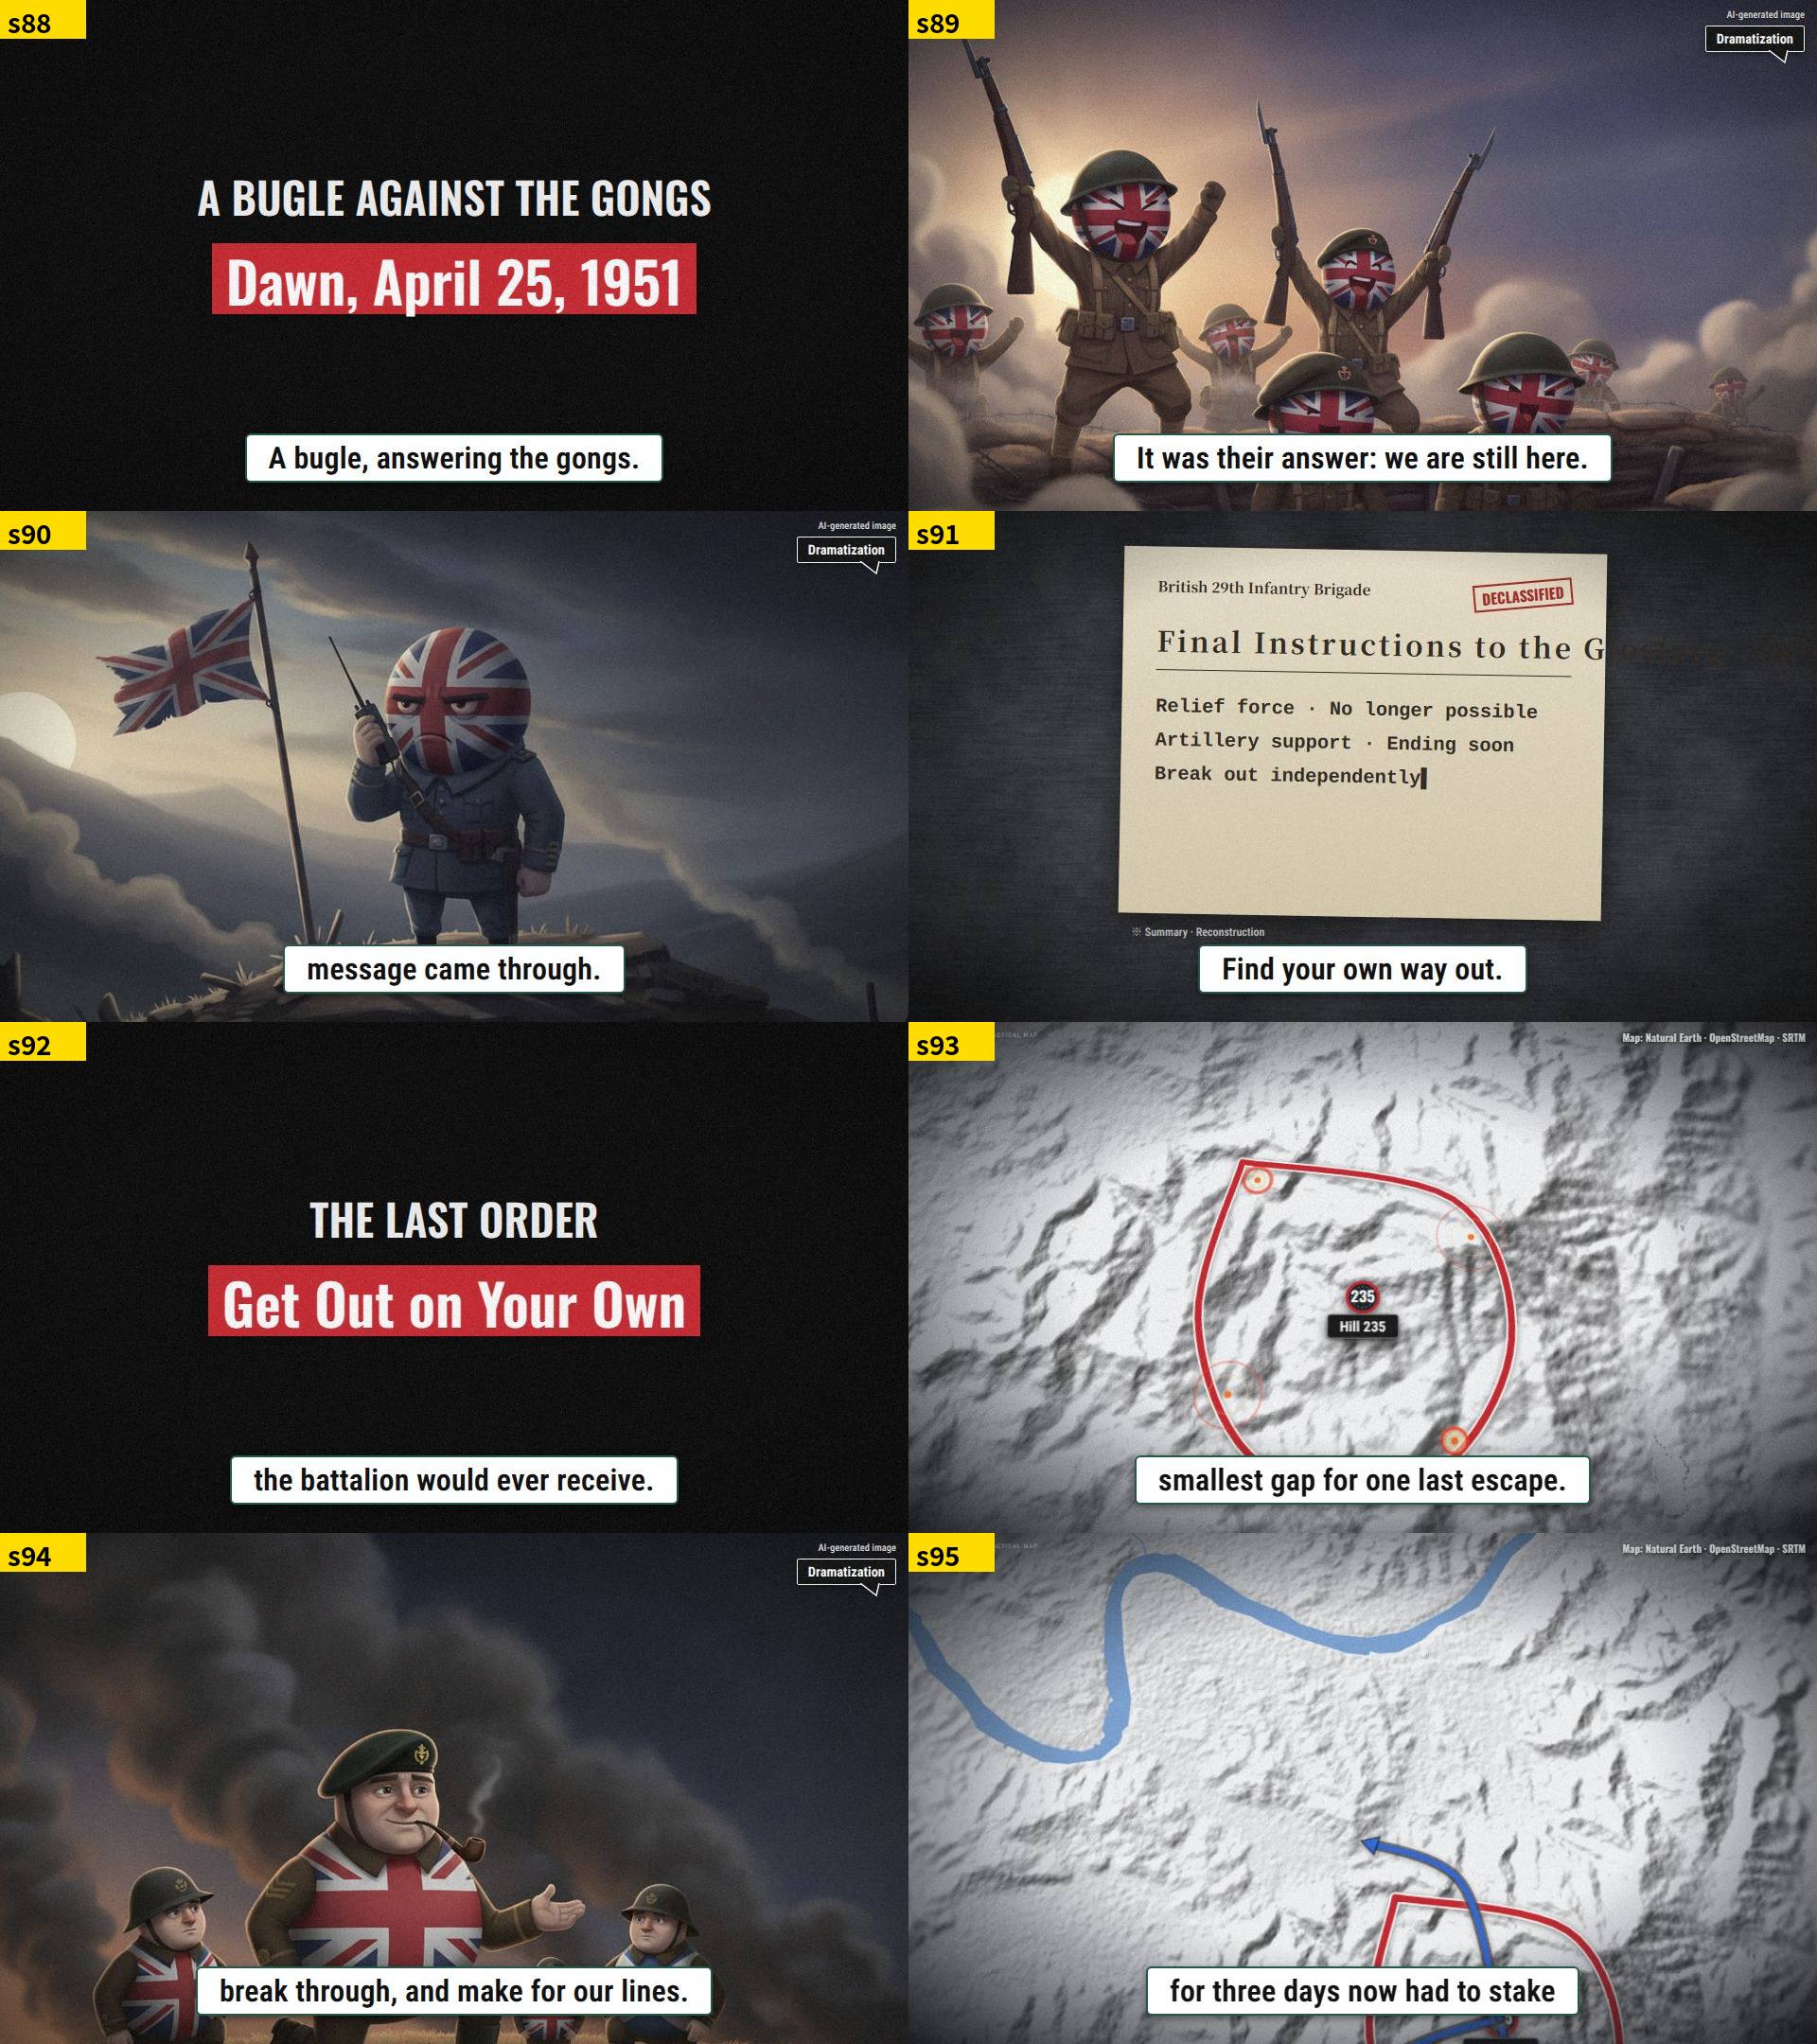 s88
A BUGLE AGAINST THE GONGS
Dawn, April 25, 1951
A bugle, answering the gongs.
s89
AI-generated image
Dramatization
It was their answer: we are still here.
s90
AI-generated image
Dramatization
message came through.
s91
British 29th Infantry Brigade
DECLASSIFIED
Final Instructions to the G
Relief force · No longer possible
Artillery support · Ending soon
Break out independently
※ Summary · Reconstruction
Find your own way out.
s92
THE LAST ORDER
Get Out on Your Own
the battalion would ever receive.
s93
MAP
Map: Natural Earth · OpenStreetMap · SRTM
235
Hill 235
smallest gap for one last escape.
s94
AI-generated image
Dramatization
break through, and make for our lines.
s95
MAP
Map: Natural Earth · OpenStreetMap · SRTM
for three days now had to stake